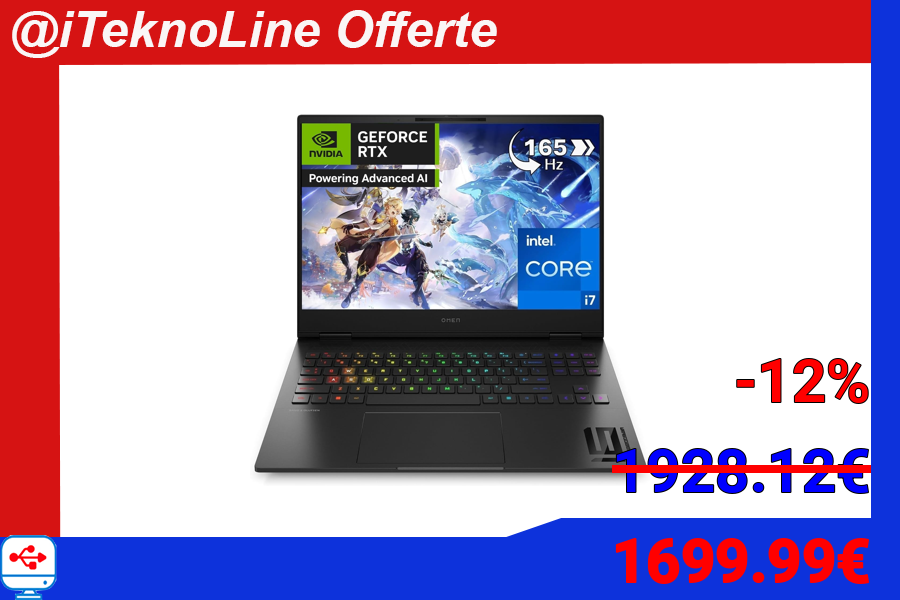 @iTeknoLine Offerte
NVIDIA
GEFORCE
RTX
Powering Advanced AI
165
Hz
intel.
CORE
i7
OMEN
-12%
1928.12€
1699.99€